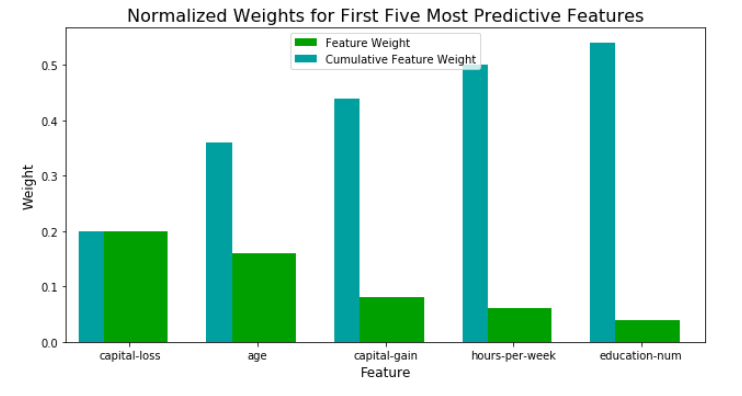 Normalized Weights for First Five Most Predictive Features
Feature Weight
Cumulative Feature Weight
0.5
0.4
0.3
0.2
0.1
0.0
Weight
capital-loss age capital-gain hours-per-week education-num
Feature